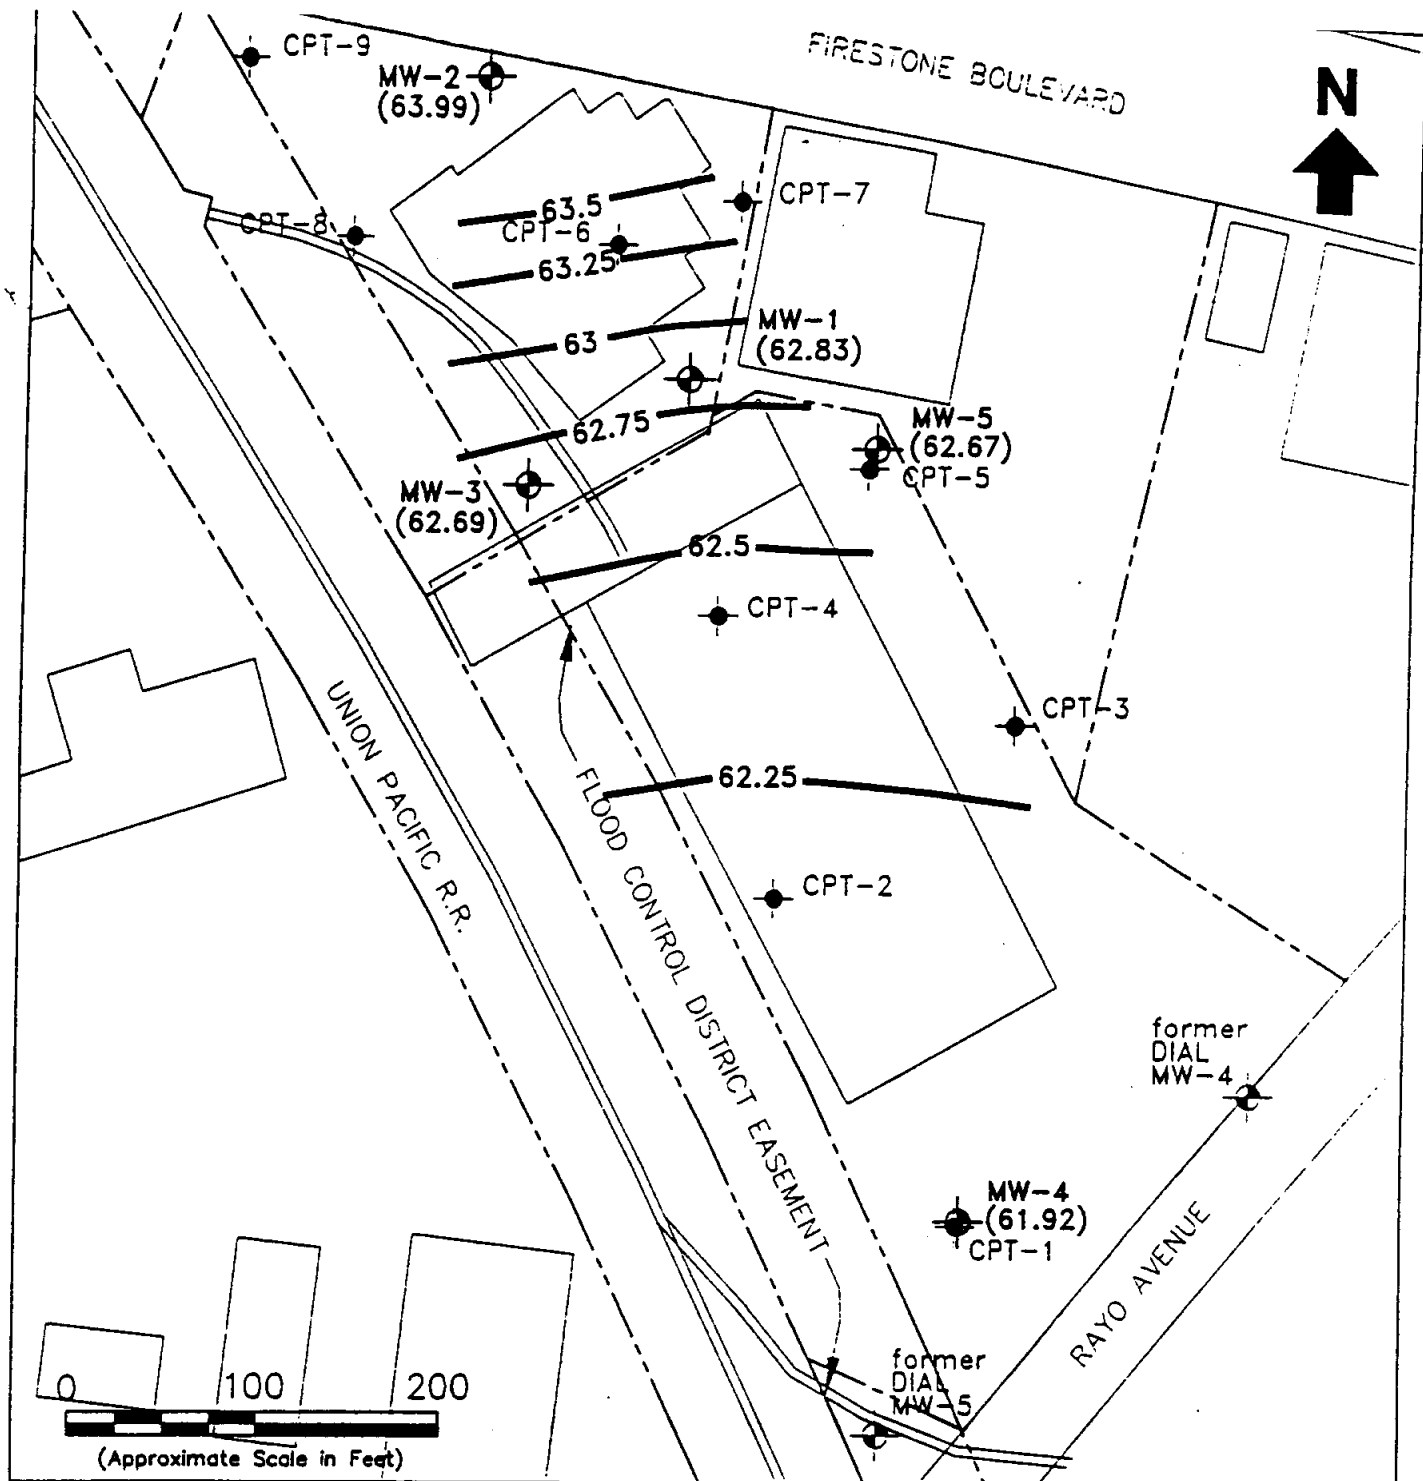 CPT-9
MW-2
(63.99)
FIRESTONE BOULEVARD
N
63.5
CPT-7
CPT-8
CPT-6
63.25
MW-1
(62.83)
63
62.75
MW-5
(62.67)
CPT-5
MW-3
(62.69)
62.5
CPT-4
CPT-3
62.25
UNION PACIFIC R.R.
FLOOD CONTROL DISTRICT EASEMENT
CPT-2
former
DIAL
MW-4
MW-4
(61.92)
CPT-1
RAYO AVENUE
former
DIAL
MW-5
0 100 200
(Approximate Scale in Feet)